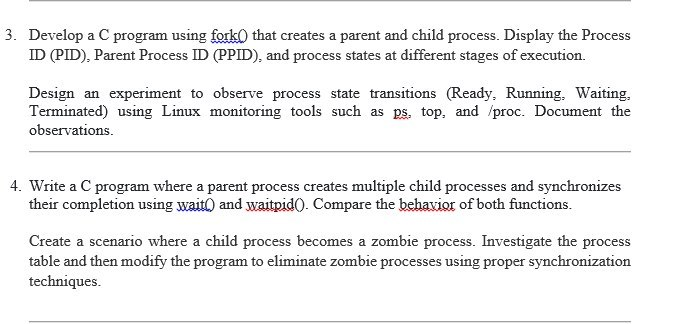 3. Develop a C program using fork() that creates a parent and child process. Display the Process
ID (PID), Parent Process ID (PPID), and process states at different stages of execution.
Design an experiment to observe process state transitions (Ready, Running, Waiting,
Terminated) using Linux monitoring tools such as ps, top, and /proc. Document the
observations.
4. Write a C program where a parent process creates multiple child processes and synchronizes
their completion using wait() and waitpid(). Compare the behavior of both functions.
Create a scenario where a child process becomes a zombie process. Investigate the process
table and then modify the program to eliminate zombie processes using proper synchronization
techniques.